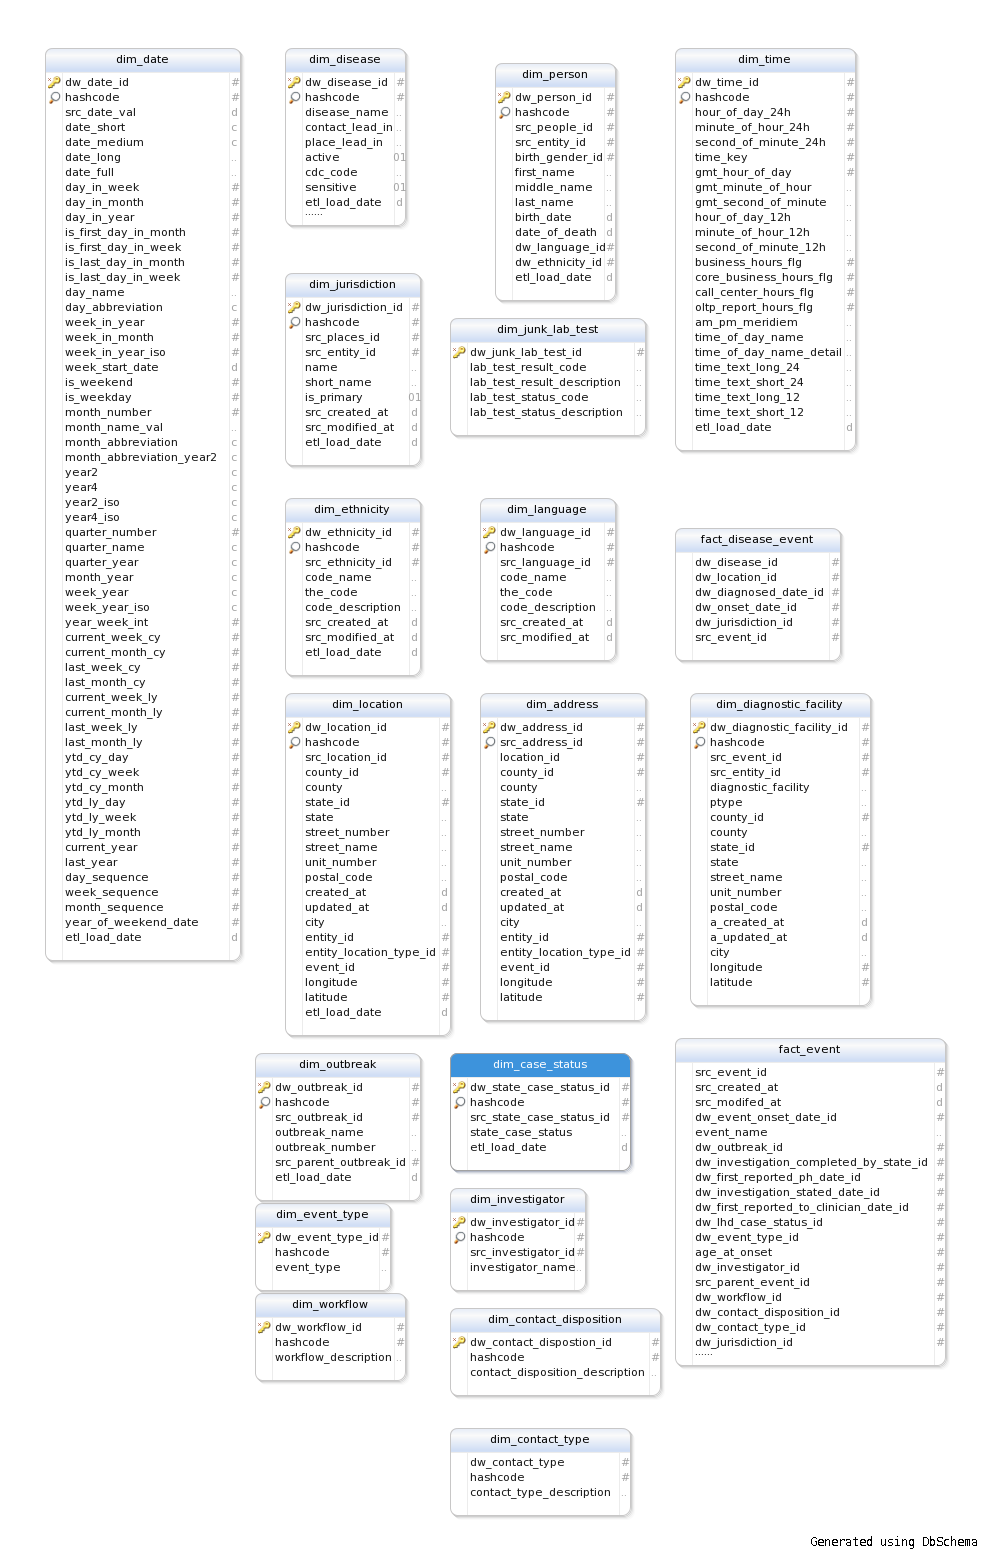 dim_date
dw_date_id #
hashcode #
src_date_val d
date_short c
date_medium c
date_long ..
date_full ..
day_in_week #
day_in_month #
day_in_year #
is_first_day_in_month #
is_first_day_in_week #
is_last_day_in_month #
is_last_day_in_week #
day_name ..
day_abbreviation c
week_in_year #
week_in_month #
week_in_year_iso #
week_start_date d
is_weekend #
is_weekday #
month_number #
month_name_val ..
month_abbreviation c
month_abbreviation_year2 c
year2 c
year4 c
year2_iso c
year4_iso c
quarter_number #
quarter_name c
quarter_year c
month_year c
week_year c
week_year_iso c
year_week_int #
current_week_cy #
current_month_cy #
last_week_cy #
last_month_cy #
current_week_ly #
current_month_ly #
last_week_ly #
last_month_ly #
ytd_cy_day #
ytd_cy_week #
ytd_cy_month #
ytd_ly_day #
ytd_ly_week #
ytd_ly_month #
current_year #
last_year #
day_sequence #
week_sequence #
month_sequence #
year_of_weekend_date #
etl_load_date d
dim_disease
dw_disease_id #
hashcode #
disease_name ..
contact_lead_in ..
place_lead_in ..
active 01
cdc_code ..
sensitive 01
etl_load_date d
......
dim_person
dw_person_id #
hashcode #
src_people_id #
src_entity_id #
birth_gender_id #
first_name ..
middle_name ..
last_name ..
birth_date d
date_of_death d
dw_language_id #
dw_ethnicity_id #
etl_load_date d
dim_time
dw_time_id #
hashcode #
hour_of_day_24h #
minute_of_hour_24h #
second_of_minute_24h #
time_key #
gmt_hour_of_day #
gmt_minute_of_hour ..
gmt_second_of_minute ..
hour_of_day_12h ..
minute_of_hour_12h ..
second_of_minute_12h ..
business_hours_flg #
core_business_hours_flg #
call_center_hours_flg #
oltp_report_hours_flg #
am_pm_meridiem ..
time_of_day_name ..
time_of_day_name_detail ..
time_text_long_24 ..
time_text_short_24 ..
time_text_long_12 ..
time_text_short_12 ..
etl_load_date d
dim_jurisdiction
dw_jurisdiction_id #
hashcode #
src_places_id #
src_entity_id #
name ..
short_name ..
is_primary 01
src_created_at d
src_modified_at d
etl_load_date d
dim_junk_lab_test
dw_junk_lab_test_id #
lab_test_result_code ..
lab_test_result_description ..
lab_test_status_code ..
lab_test_status_description ..
dim_ethnicity
dw_ethnicity_id #
hashcode #
src_ethnicity_id #
code_name ..
the_code ..
code_description ..
src_created_at d
src_modified_at d
etl_load_date d
dim_language
dw_language_id #
hashcode #
src_language_id #
code_name ..
the_code ..
code_description ..
src_created_at d
src_modified_at d
fact_disease_event
dw_disease_id #
dw_location_id #
dw_diagnosed_date_id #
dw_onset_date_id #
dw_jurisdiction_id #
src_event_id #
dim_location
dw_location_id #
hashcode #
src_location_id #
county_id #
county ..
state_id #
state ..
street_number ..
street_name ..
unit_number ..
postal_code ..
created_at d
updated_at d
city ..
entity_id #
entity_location_type_id #
event_id #
longitude #
latitude #
etl_load_date d
dim_address
dw_address_id #
src_address_id #
location_id #
county_id #
county ..
state_id #
state ..
street_number ..
street_name ..
unit_number ..
postal_code ..
created_at d
updated_at d
city ..
entity_id #
entity_location_type_id #
event_id #
longitude #
latitude #
dim_diagnostic_facility
dw_diagnostic_facility_id #
hashcode #
src_event_id #
src_entity_id #
diagnostic_facility ..
ptype ..
county_id #
county ..
state_id #
state ..
street_name ..
unit_number ..
postal_code ..
a_created_at d
a_updated_at d
city ..
longitude #
latitude #
dim_outbreak
dw_outbreak_id #
hashcode #
src_outbreak_id #
outbreak_name ..
outbreak_number ..
src_parent_outbreak_id #
etl_load_date d
dim_case_status
dw_state_case_status_id #
hashcode #
src_state_case_status_id #
state_case_status ..
etl_load_date d
fact_event
src_event_id #
src_created_at d
src_modifed_at d
dw_event_onset_date_id #
event_name ..
dw_outbreak_id #
dw_investigation_completed_by_state_id #
dw_first_reported_ph_date_id #
dw_investigation_stated_date_id #
dw_first_reported_to_clinician_date_id #
dw_lhd_case_status_id #
dw_event_type_id #
age_at_onset #
dw_investigator_id #
src_parent_event_id #
dw_workflow_id #
dw_contact_disposition_id #
dw_contact_type_id #
dw_jurisdiction_id #
......
dim_event_type
dw_event_type_id #
hashcode #
event_type ..
dim_investigator
dw_investigator_id #
hashcode #
src_investigator_id #
investigator_name ..
dim_workflow
dw_workflow_id #
hashcode #
workflow_description ..
dim_contact_disposition
dw_contact_dispostion_id #
hashcode #
contact_disposition_description ..
dim_contact_type
dw_contact_type #
hashcode #
contact_type_description ..
Generated using DbSchema